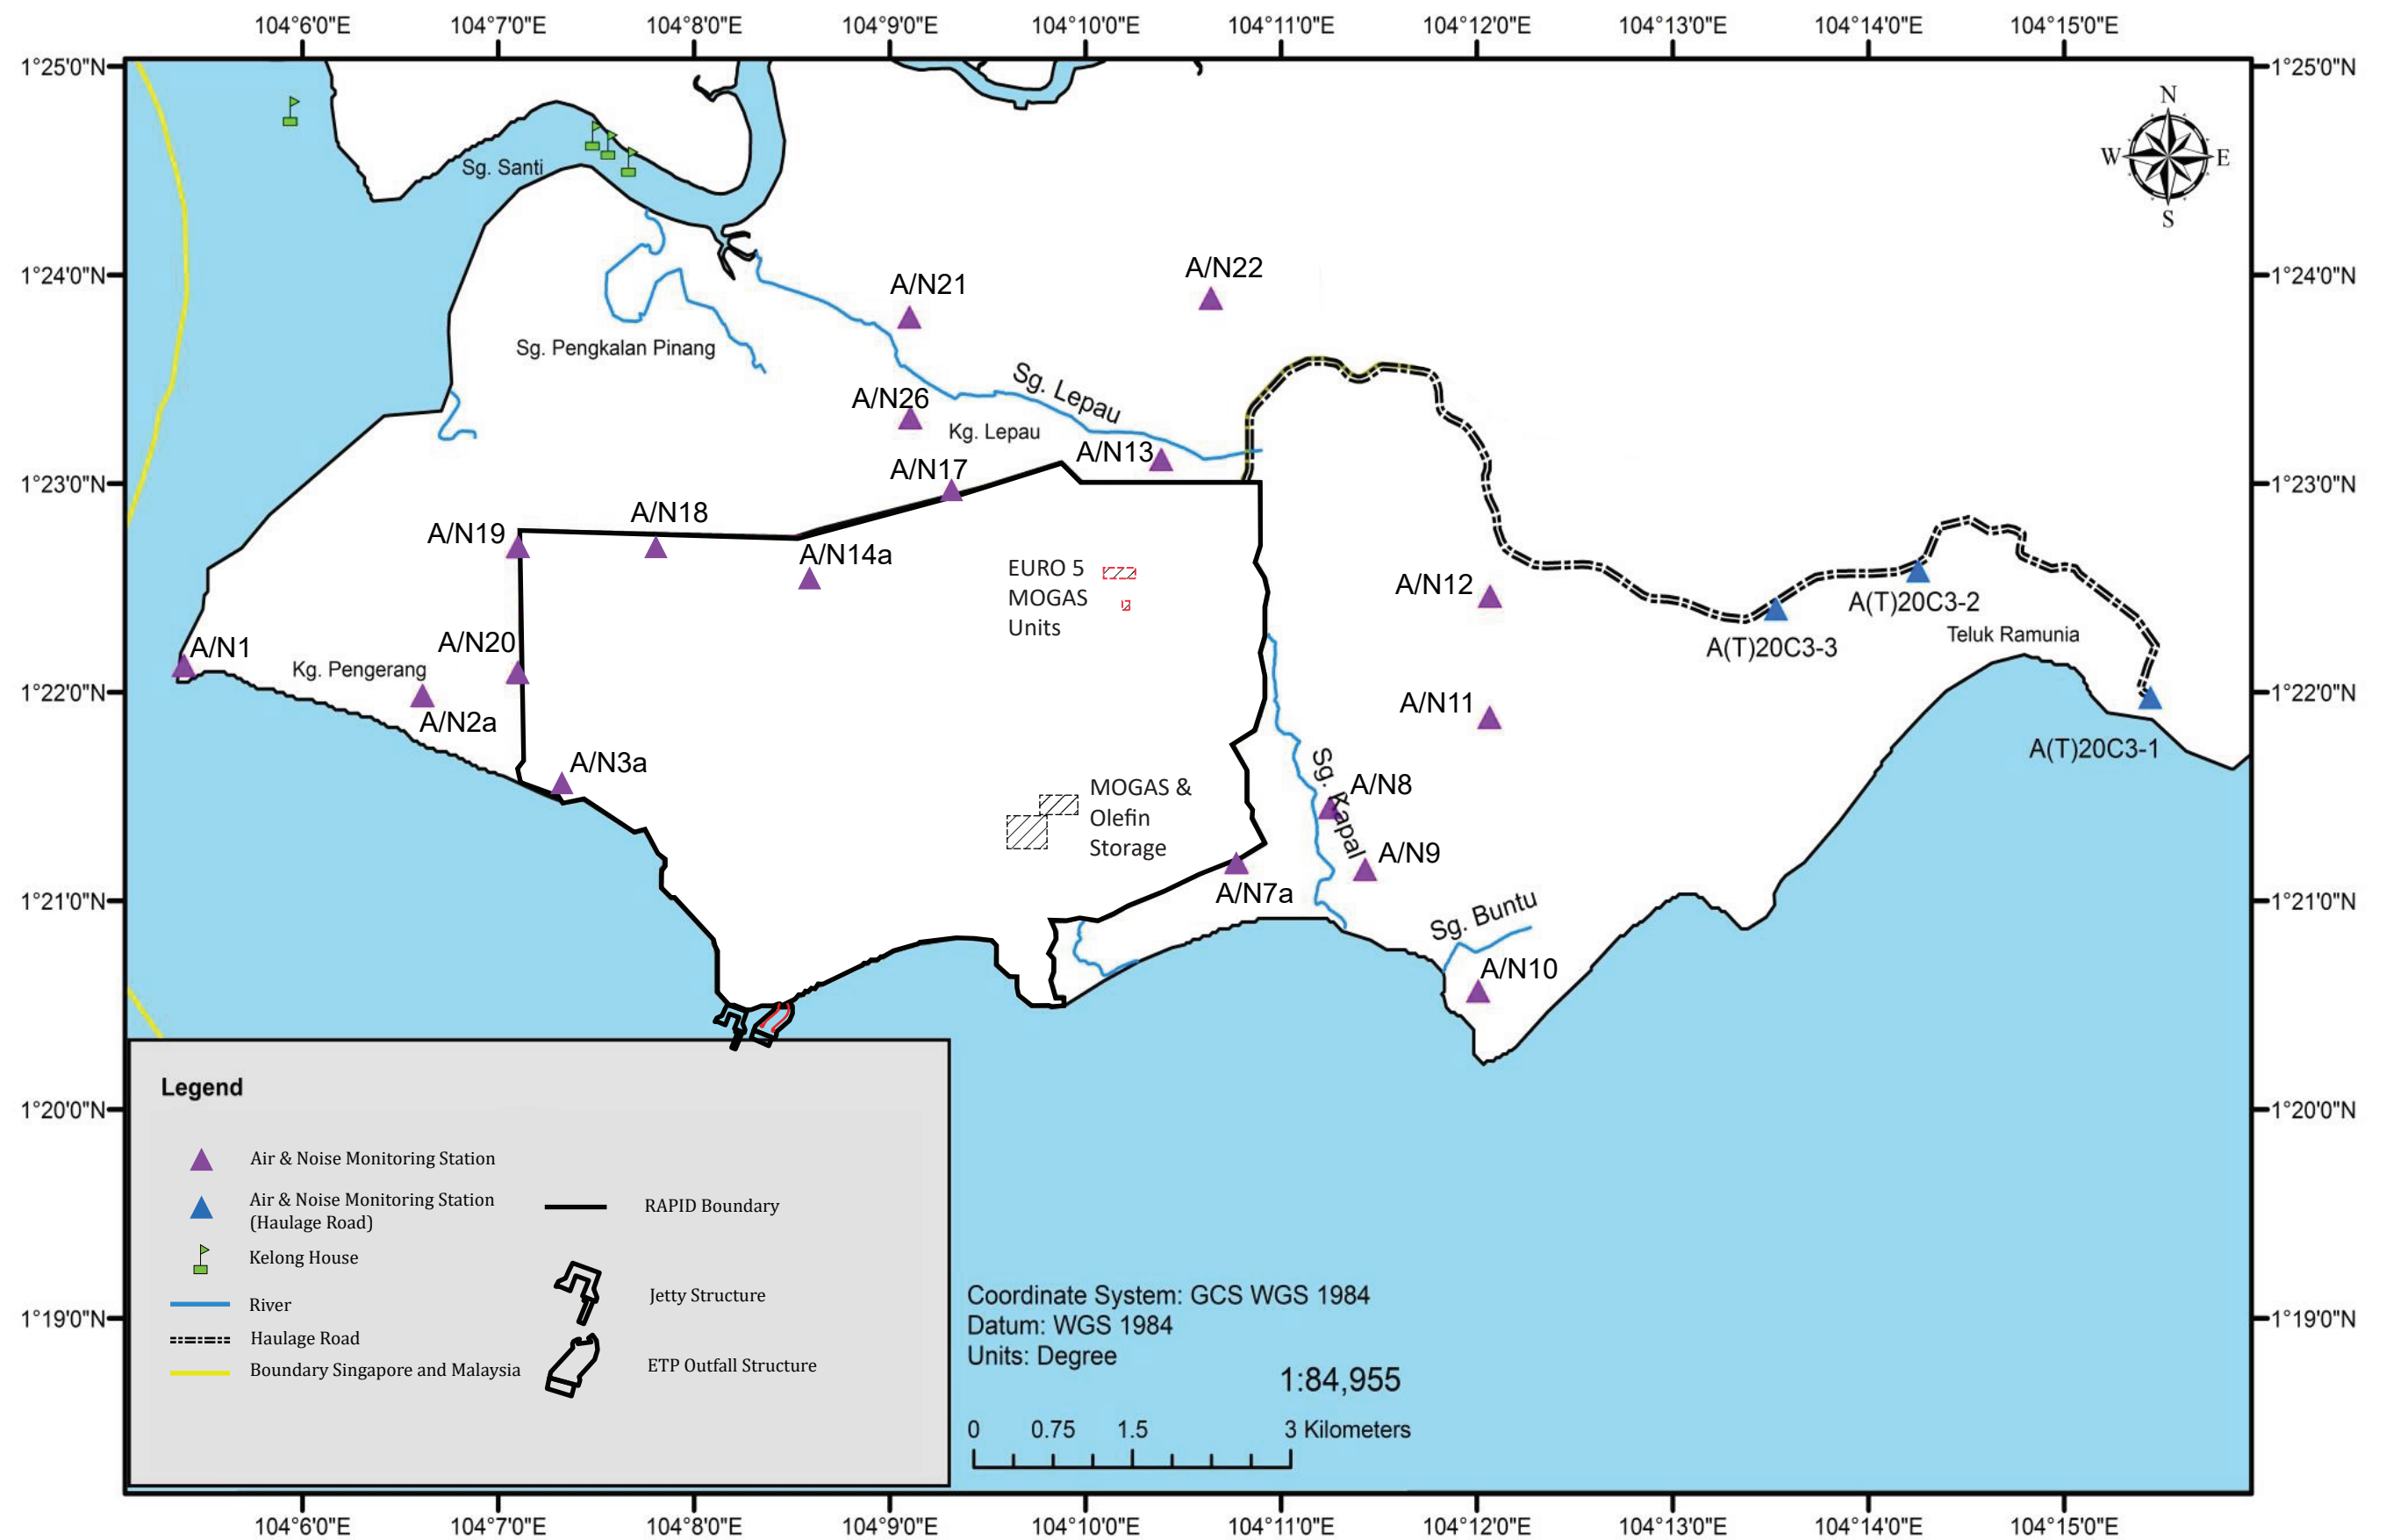 104°6'0"E 104°7'0"E 104°8'0"E 104°9'0"E 104°10'0"E 104°11'0"E 104°12'0"E 104°13'0"E 104°14'0"E 104°15'0"E
1°25'0"N 1°25'0"N
N
W E
S
Sg. Santi
1°24'0"N 1°24'0"N
A/N22
A/N21
Sg. Pengkalan Pinang
Sg. Lepau
A/N26
Kg. Lepau
A/N13
A/N17
1°23'0"N 1°23'0"N
A/N18
A/N19
A/N14a
EURO 5
MOGAS
Units
A/N12
A(T)20C3-2
A(T)20C3-3
Teluk Ramunia
A/N1
A/N20
Kg. Pengerang
1°22'0"N 1°22'0"N
A/N2a
A/N11
A(T)20C3-1
A/N3a
Sg. Kapal
A/N8
MOGAS &
Olefin
Storage
A/N9
A/N7a
1°21'0"N 1°21'0"N
Sg. Buntu
A/N10
1°20'0"N 1°20'0"N
Legend
Air & Noise Monitoring Station
Air & Noise Monitoring Station
(Haulage Road)
Kelong House
River
Haulage Road
Boundary Singapore and Malaysia
RAPID Boundary
Jetty Structure
ETP Outfall Structure
1°19'0"N 1°19'0"N
Coordinate System: GCS WGS 1984
Datum: WGS 1984
Units: Degree
1:84,955
0 0.75 1.5 3 Kilometers
104°6'0"E 104°7'0"E 104°8'0"E 104°9'0"E 104°10'0"E 104°11'0"E 104°12'0"E 104°13'0"E 104°14'0"E 104°15'0"E